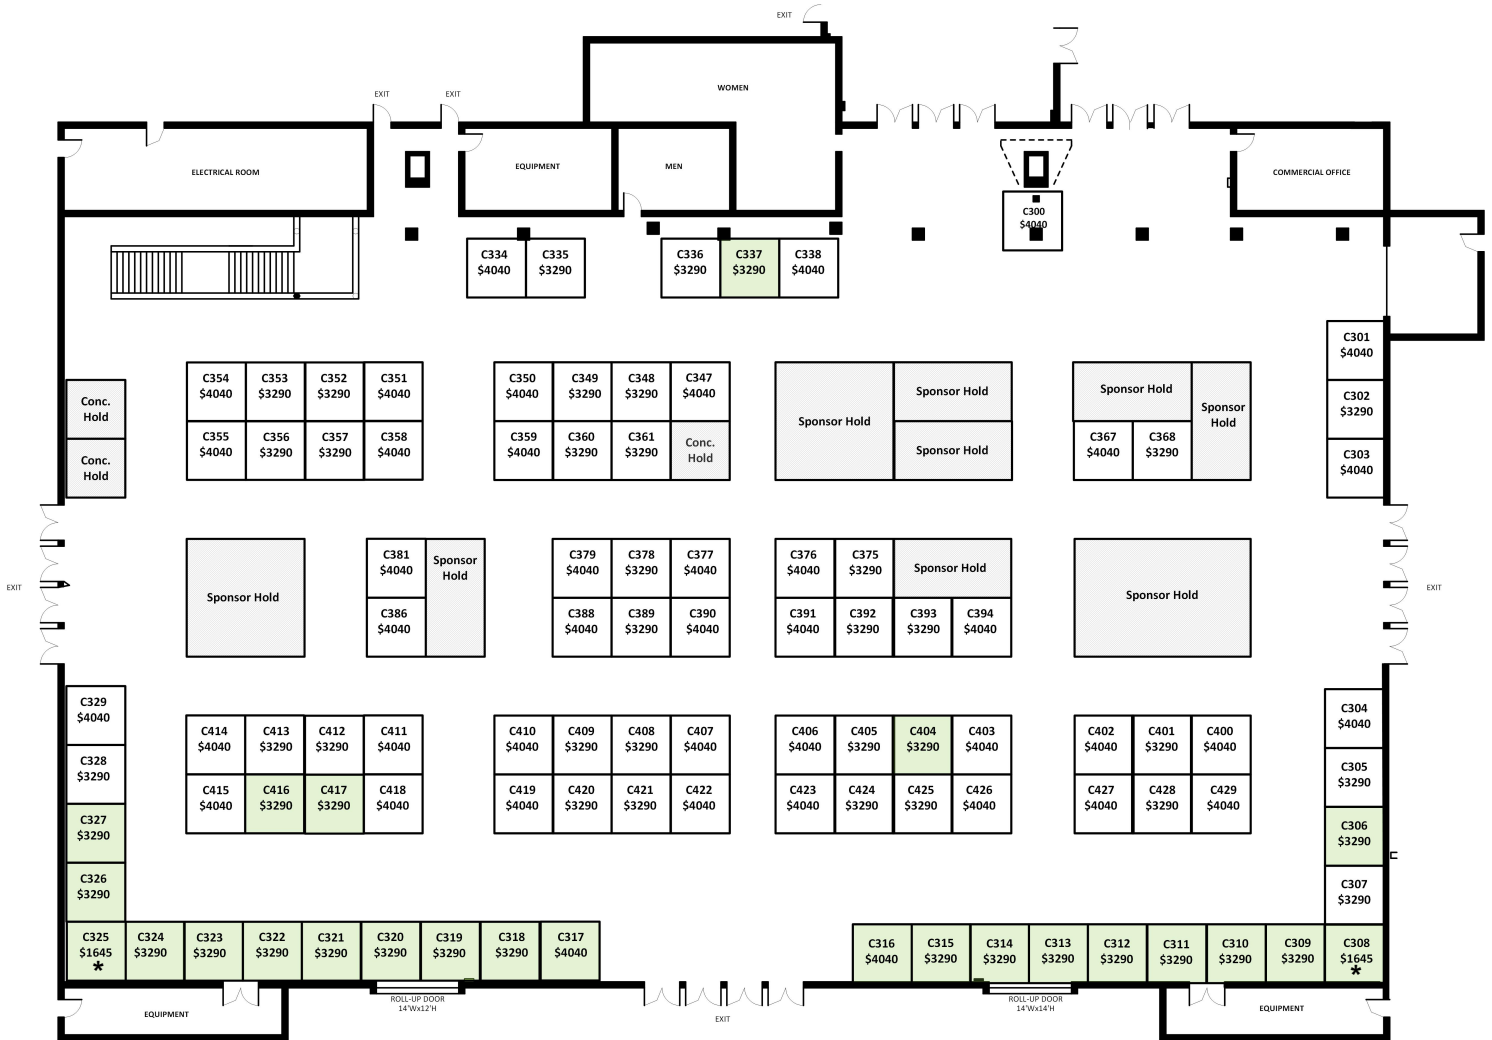 EXIT
WOMEN
EXIT
EXIT
ELECTRICAL ROOM
EQUIPMENT
MEN
COMMERCIAL OFFICE
C300
$4040
C334
$4040
C335
$3290
C336
$3290
C337
$3290
C338
$4040
C301
$4040
C302
$3290
C303
$4040
Conc.
Hold
Conc.
Hold
C354
$4040
C353
$3290
C352
$3290
C351
$4040
C355
$4040
C356
$3290
C357
$3290
C358
$4040
C350
$4040
C349
$3290
C348
$3290
C347
$4040
C359
$4040
C360
$3290
C361
$3290
Conc.
Hold
Sponsor Hold
Sponsor Hold
Sponsor Hold
Sponsor Hold
Sponsor
Hold
C367
$4040
C368
$3290
EXIT
Sponsor Hold
C381
$4040
Sponsor
Hold
C386
$4040
C379
$4040
C378
$3290
C377
$4040
C388
$4040
C389
$3290
C390
$4040
C376
$4040
C375
$3290
Sponsor Hold
C391
$4040
C392
$3290
C393
$3290
C394
$4040
Sponsor Hold
EXIT
C329
$4040
C328
$3290
C327
$3290
C326
$3290
C414
$4040
C413
$3290
C412
$3290
C411
$4040
C415
$4040
C416
$3290
C417
$3290
C418
$4040
C410
$4040
C409
$3290
C408
$3290
C407
$4040
C419
$4040
C420
$3290
C421
$3290
C422
$4040
C406
$4040
C405
$3290
C404
$3290
C403
$4040
C423
$4040
C424
$3290
C425
$3290
C426
$4040
C402
$4040
C401
$3290
C400
$4040
C427
$4040
C428
$3290
C429
$4040
C304
$4040
C305
$3290
C306
$3290
C307
$3290
C325
$1645
*
C324
$3290
C323
$3290
C322
$3290
C321
$3290
C320
$3290
C319
$3290
C318
$3290
C317
$4040
C316
$4040
C315
$3290
C314
$3290
C313
$3290
C312
$3290
C311
$3290
C310
$3290
C309
$3290
C308
$1645
*
EQUIPMENT
ROLL-UP DOOR
14'Wx12'H
EXIT
ROLL-UP DOOR
14'Wx14'H
EQUIPMENT